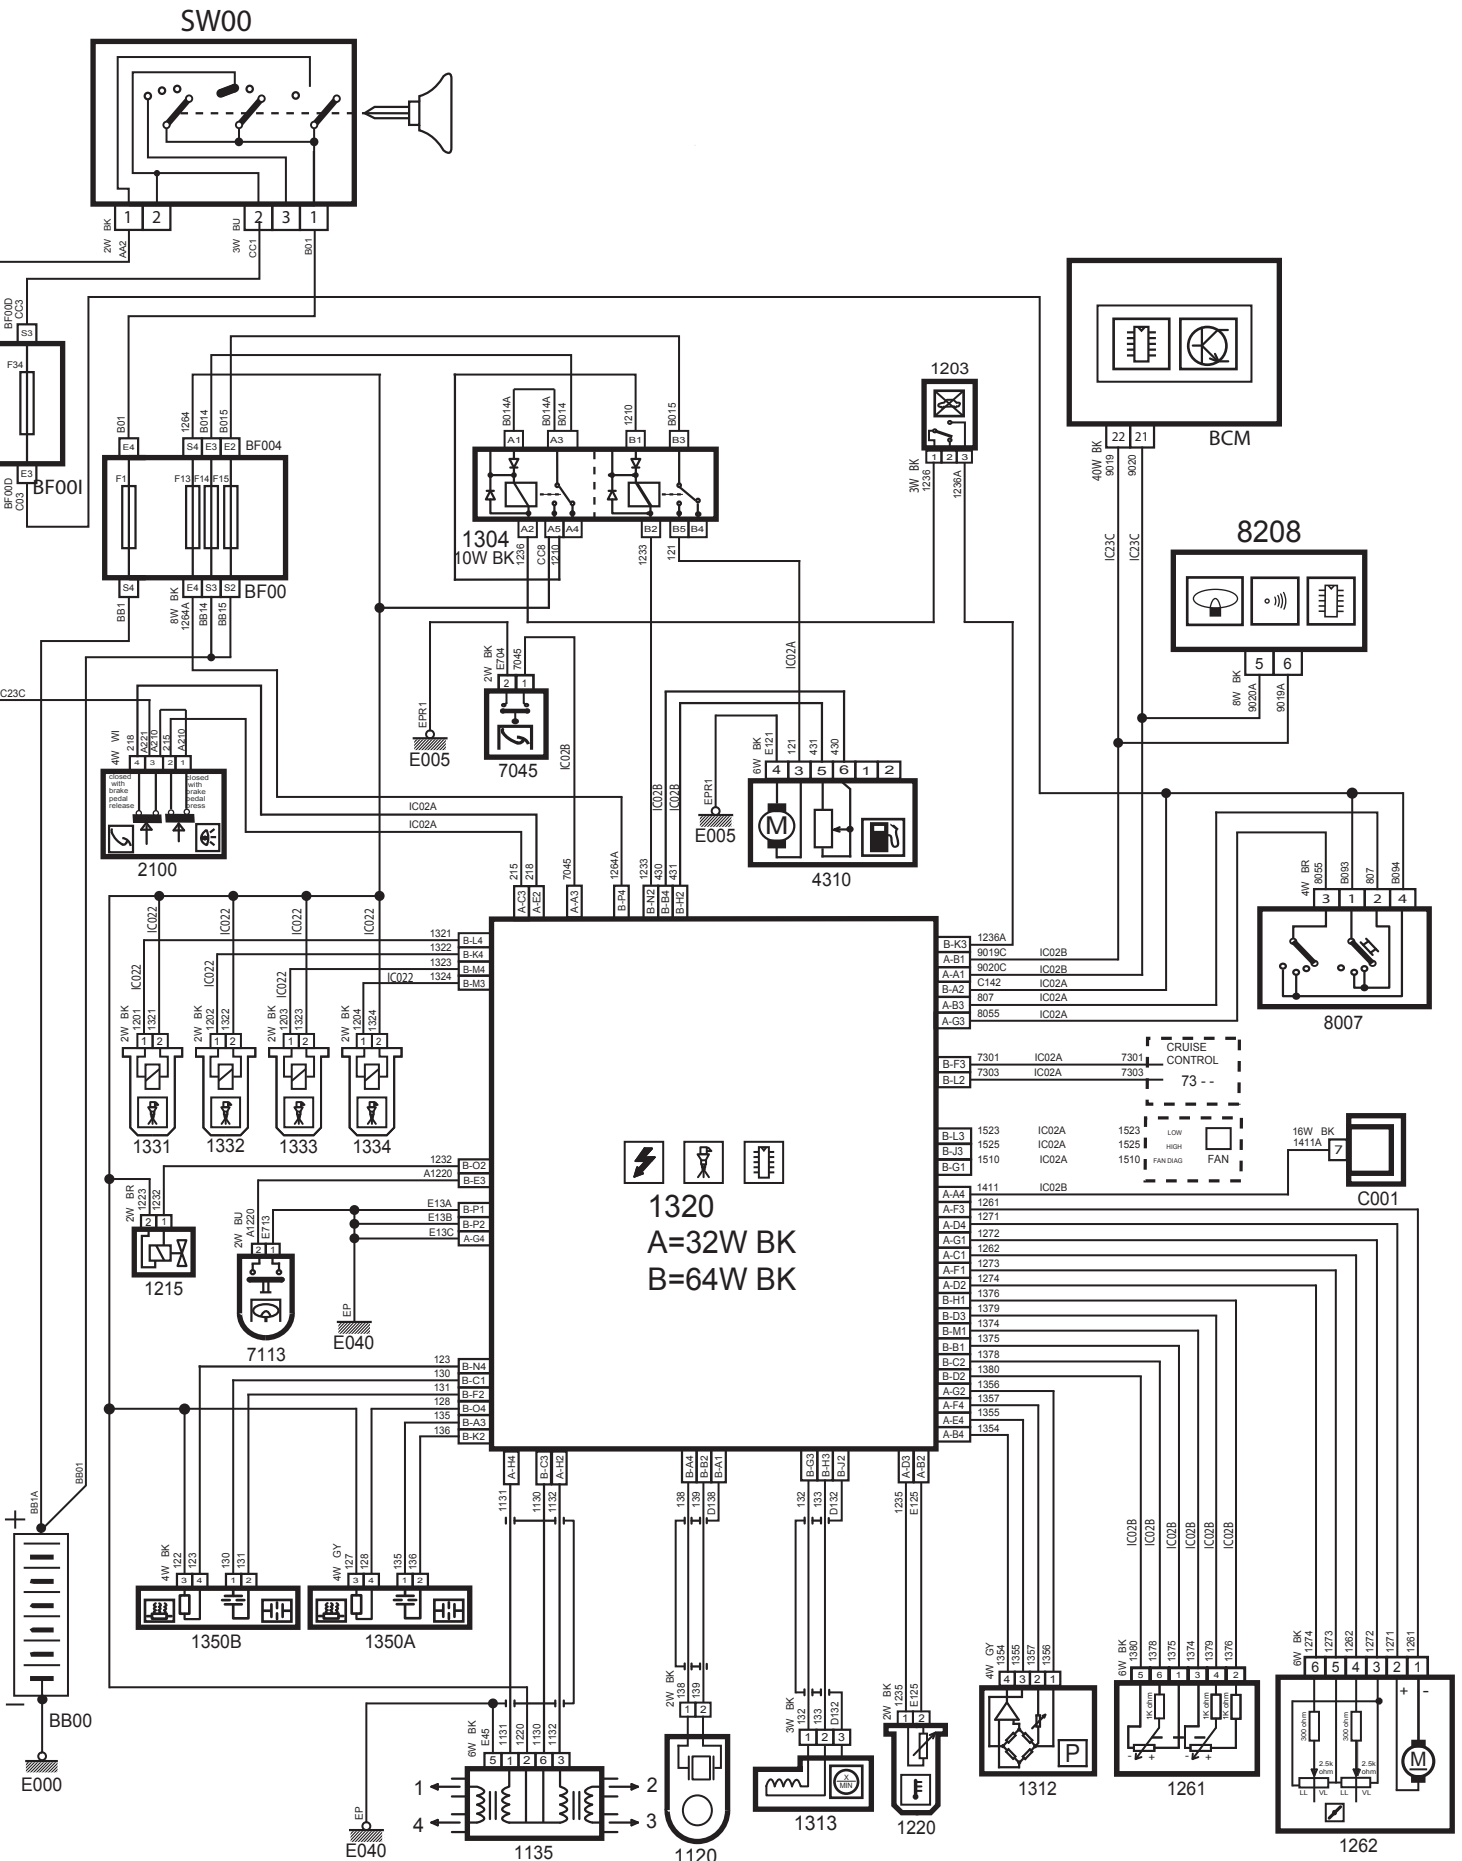 SW00
1 2 2 3 1
2W BK
AA2
3W BU
CC1
B01
BF00D
CC3
S3
F34
E3
BF00I
BF00D
C03
B01
1264
B014
B015
E4 S4 E3 E2
BF004
F1 F13 F14 F15
S4 E4 S3 S2
BF00
BB1
8W BK
1264A
BB14
BB15
B014A
B014A
B014
1210
B015
A1 A3 B1 B3
A2 A5 A4 B2 B5 B4
1304
10W BK
1236
CC8
1210
1233
121
1203
1 2 3
3W BK
1236
1236A
BCM
22 21
40W BK
9019
9020
IC23C
IC23C
8208
5 6
8W BK
9020A
9019A
C23C
4W WI
218
A221
A210
215
A210
4 3 2 1
closed
with
brake
pedal
release
closed
with
brake
pedal
press
2100
IC02A
IC02A
EPR1
E005
2W BK
E704
7045
2 1
7045
IC02B
IC02A
IC02B
IC02B
EPR1
E005
6W BK
E121
121
431
430
4 3 5 6 1 2
M
4310
215
218
7045
1264A
1233
430
431
A-C3
A-E2
A-A3
B-P4
B-N2
B-B4
B-H2
4W BR
8055
B093
807
B094
3 1 2 4
8007
IC022
IC022
IC022
IC022
IC022
IC022
IC022
IC022
1321 B-L4
1322 B-K4
1323 B-M4
1324 B-M3
2W BK
1201
1321
2W BK
1202
1322
2W BK
1203
1323
2W BK
1204
1324
1 2 1 2 1 2 1 2
1331 1332 1333 1334
B-K3 1236A
A-B1 9019C IC02B
A-A1 9020C IC02B
B-A2 C142 IC02A
A-B3 807 IC02A
A-G3 8055 IC02A
B-F3 7301 IC02A 7301
B-L2 7303 IC02A 7303
CRUISE
CONTROL
73 - -
B-L3 1523 IC02A 1523 LOW
B-J3 1525 IC02A 1525 HIGH
B-G1 1510 IC02A 1510 FAN DIAG FAN
16W BK
1411A
7
C001
1320
A=32W BK
B=64W BK
1232 B-O2
A1220 B-E3
E13A B-P1
E13B B-P2
E13C A-G4
2W BR
1223
1232
2 1
1215
2W BU
A1220
E713
2 1
7113
EP
E040
A-A4 1411 IC02B
A-F3 1261
A-D4 1271
A-G1 1272
A-C1 1262
A-F1 1273
A-D2 1274
B-H1 1376
B-D3 1379
B-M1 1374
B-B1 1375
B-C2 1378
B-D2 1380
A-G2 1356
A-F4 1357
A-E4 1355
A-B4 1354
123 B-N4
130 B-C1
131 B-F2
128 B-O4
135 B-A3
136 B-K2
A-H4
B-C3
A-H2
B-A4
B-B2
B-A1
B-G3
B-H3
B-J2
A-D3
A-B2
1131
1130
1132
138
139
D138
132
133
D132
1235
E125
IC02B
IC02B
IC02B
IC02B
IC02B
IC02B
BB1A
BB01
+
−
BB00
E000
4W BK
122
123
130
131
3 4 1 2
1350B
4W GY
127
128
135
136
3 4 1 2
1350A
EP
E040
6W BK
E45
1131
1220
1130
1132
5 1 2 6 3
1 2
4 3
1135
2W BK
138
139
1 2
1120
3W BK
132
133
D132
1 2 3
X
MIN
1313
2W BK
1235
E125
1 2
1220
4W GY
1354
1355
1357
1356
4 3 2 1
P
1312
6W BK
1380
1378
1375
1374
1379
1376
5 6 1 3 4 2
1K ohm
1K ohm
1K ohm
- + - +
1261
6W BK
1274
1273
1262
1272
1271
1261
6 5 4 3 2 1
+ -
300 ohm
300 ohm
2.5k
ohm
2.5k
ohm
LL VL LL VL
M
1262